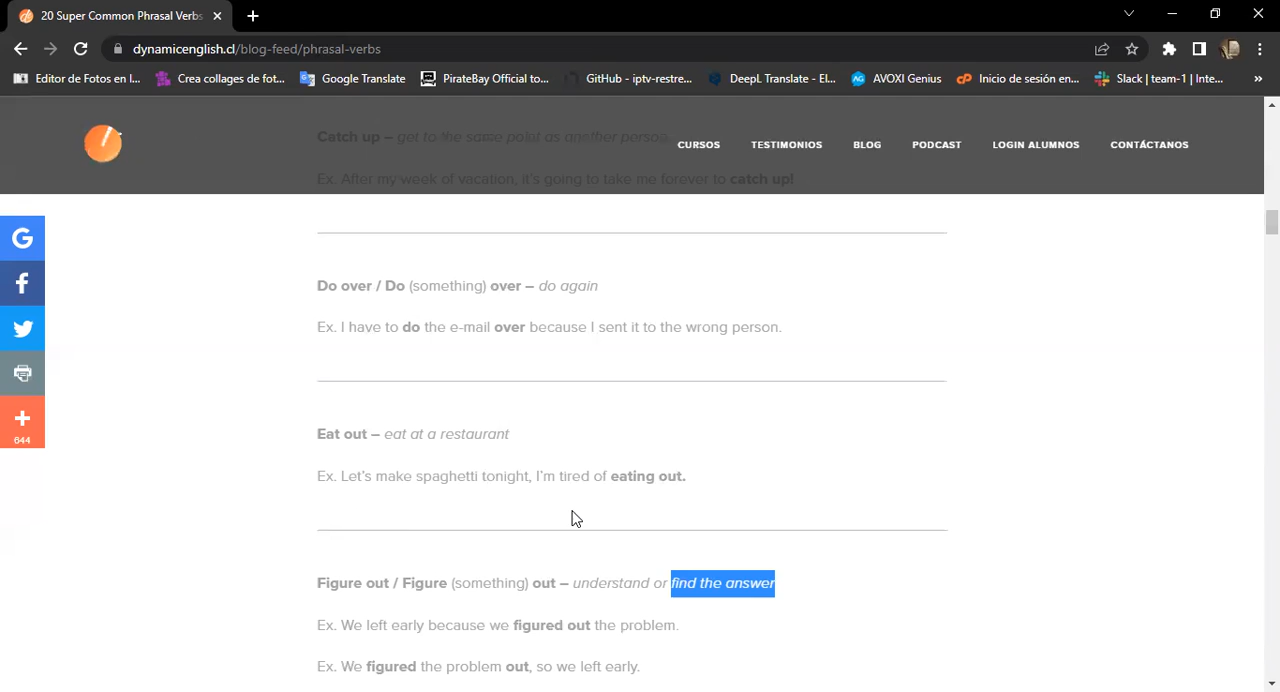 20 Super Common Phrasal Verbs
dynamicenglish.cl/blog-feed/phrasal-verbs
Editor de Fotos en l... Crea collages de fot... Google Translate PirateBay Official to... GitHub - iptv-restre... DeepL Translate - El... AVOXI Genius Inicio de sesión en... Slack | team-1 | Inte... »
Catch up – get to the same point as another person.
CURSOS TESTIMONIOS BLOG PODCAST LOGIN ALUMNOS CONTÁCTANOS
Ex. After my week of vacation, it's going to take me forever to catch up!
Do over / Do (something) over – do again
Ex. I have to do the e-mail over because I sent it to the wrong person.
644
Eat out – eat at a restaurant
Ex. Let's make spaghetti tonight, I'm tired of eating out.
Figure out / Figure (something) out – understand or find the answer
Ex. We left early because we figured out the problem.
Ex. We figured the problem out, so we left early.